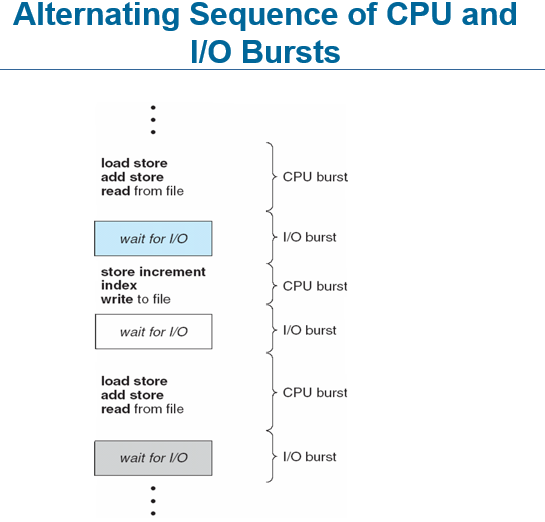 Alternating Sequence of CPU and
I/O Bursts
load store
add store
read from file
CPU burst
wait for I/O
I/O burst
store increment
index
write to file
CPU burst
wait for I/O
I/O burst
load store
add store
read from file
CPU burst
wait for I/O
I/O burst